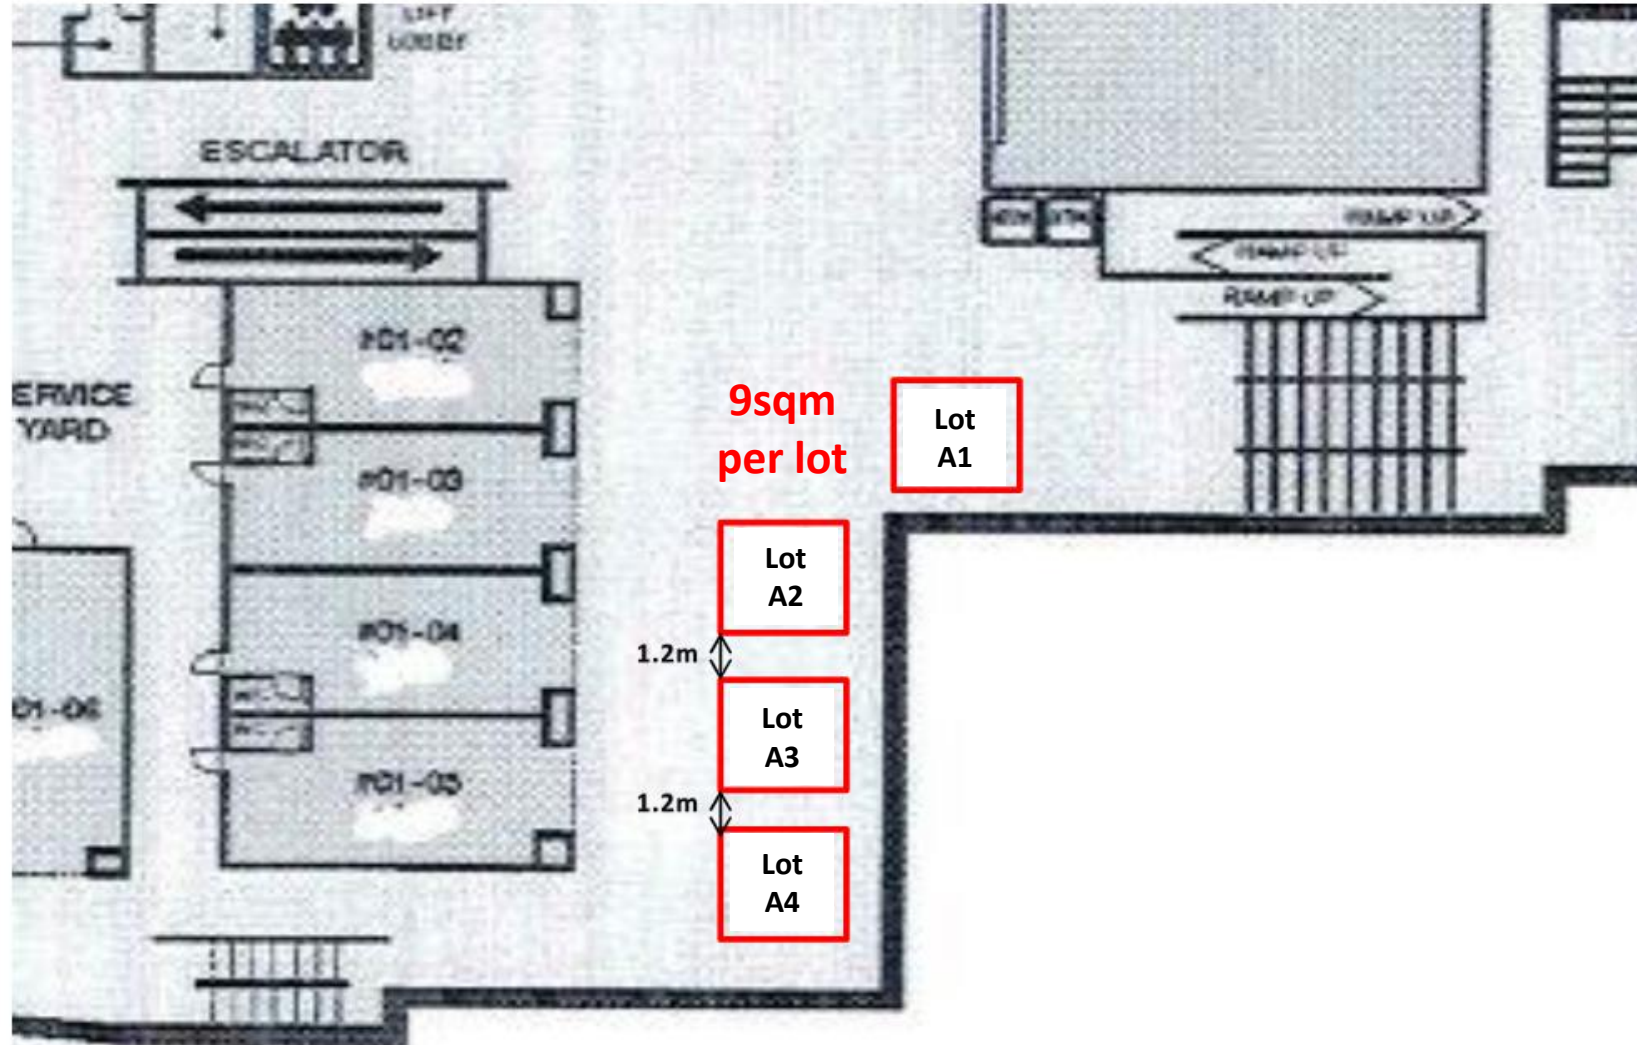 LIFT
LOBBY
ESCALATOR
RAMP UP
RAMP UP
RAMP UP
#01-02
ERVICE
YARD
#01-03
9sqm
per lot
Lot
A1
Lot
A2
#01-04
1.2m
01-06
Lot
A3
#01-05
1.2m
Lot
A4